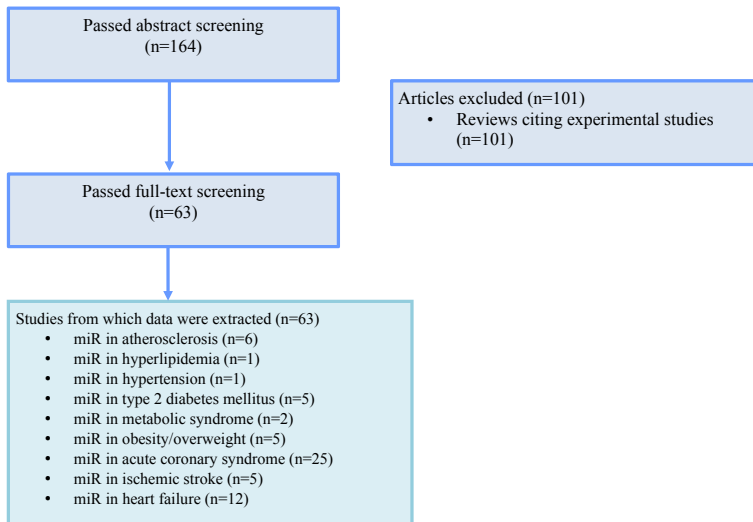 Passed abstract screening
(n=164)
Articles excluded (n=101)
• Reviews citing experimental studies
(n=101)
Passed full-text screening
(n=63)
Studies from which data were extracted (n=63)
• miR in atherosclerosis (n=6)
• miR in hyperlipidemia (n=1)
• miR in hypertension (n=1)
• miR in type 2 diabetes mellitus (n=5)
• miR in metabolic syndrome (n=2)
• miR in obesity/overweight (n=5)
• miR in acute coronary syndrome (n=25)
• miR in ischemic stroke (n=5)
• miR in heart failure (n=12)